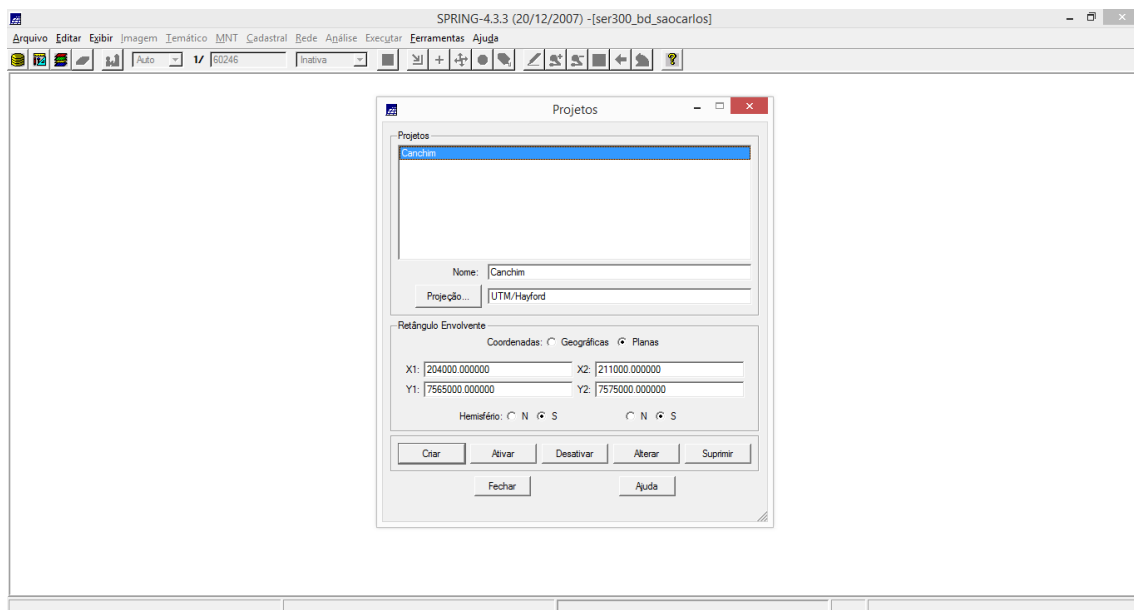 SPRING-4.3.3 (20/12/2007) -[ser300_bd_saocarlos]
Arquivo Editar Exibir Imagem Temático MNT Cadastral Rede Análise Executar Ferramentas Ajuda
Auto 1/ 60246 Inativa
Projetos
Projetos
Canchim
Nome: Canchim
Projeção... UTM/Hayford
Retângulo Envolvente
Coordenadas: Geográficas Planas
X1: 204000.000000 X2: 211000.000000
Y1: 7565000.000000 Y2: 7575000.000000
Hemisfério: N S N S
Criar Ativar Desativar Alterar Suprimir
Fechar Ajuda